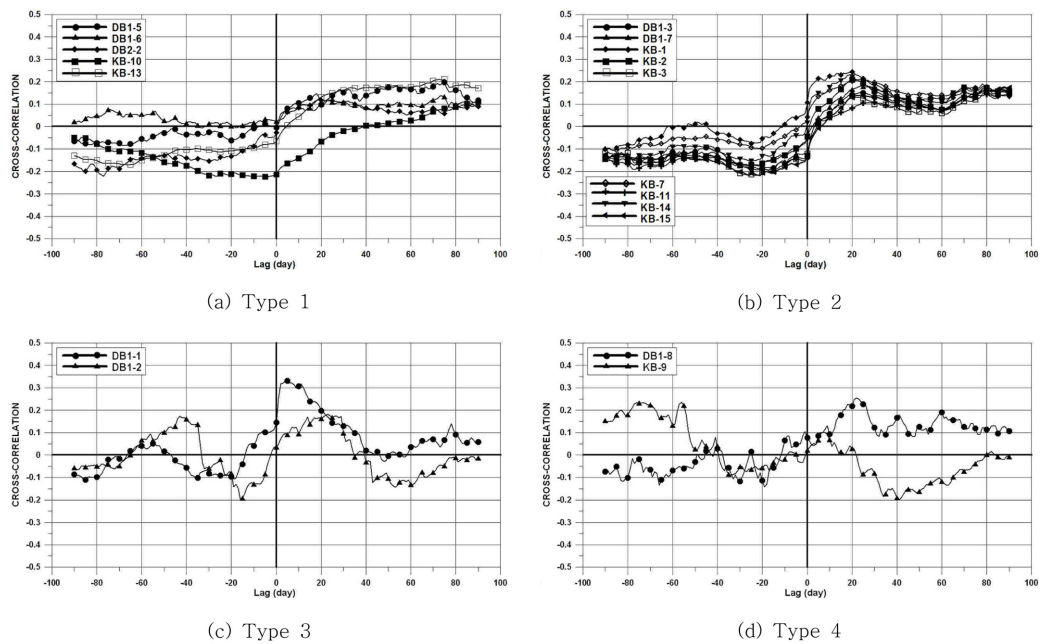 DB1-5
DB1-6
DB2-2
KB-10
KB-13
CROSS-CORRELATION
0.5
0.4
0.3
0.2
0.1
0
-0.1
-0.2
-0.3
-0.4
-0.5
-100 -80 -60 -40 -20 0 20 40 60 80 100
Lag (day)
(a) Type 1
DB1-3
DB1-7
KB-1
KB-2
KB-3
KB-7
KB-11
KB-14
KB-15
CROSS-CORRELATION
0.5
0.4
0.3
0.2
0.1
0
-0.1
-0.2
-0.3
-0.4
-0.5
-100 -80 -60 -40 -20 0 20 40 60 80 100
Lag (day)
(b) Type 2
DB1-1
DB1-2
CROSS-CORRELATION
0.5
0.4
0.3
0.2
0.1
0
-0.1
-0.2
-0.3
-0.4
-0.5
-100 -80 -60 -40 -20 0 20 40 60 80 100
Lag (day)
(c) Type 3
DB1-8
KB-9
CROSS-CORRELATION
0.5
0.4
0.3
0.2
0.1
0
-0.1
-0.2
-0.3
-0.4
-0.5
-100 -80 -60 -40 -20 0 20 40 60 80 100
Lag (day)
(d) Type 4